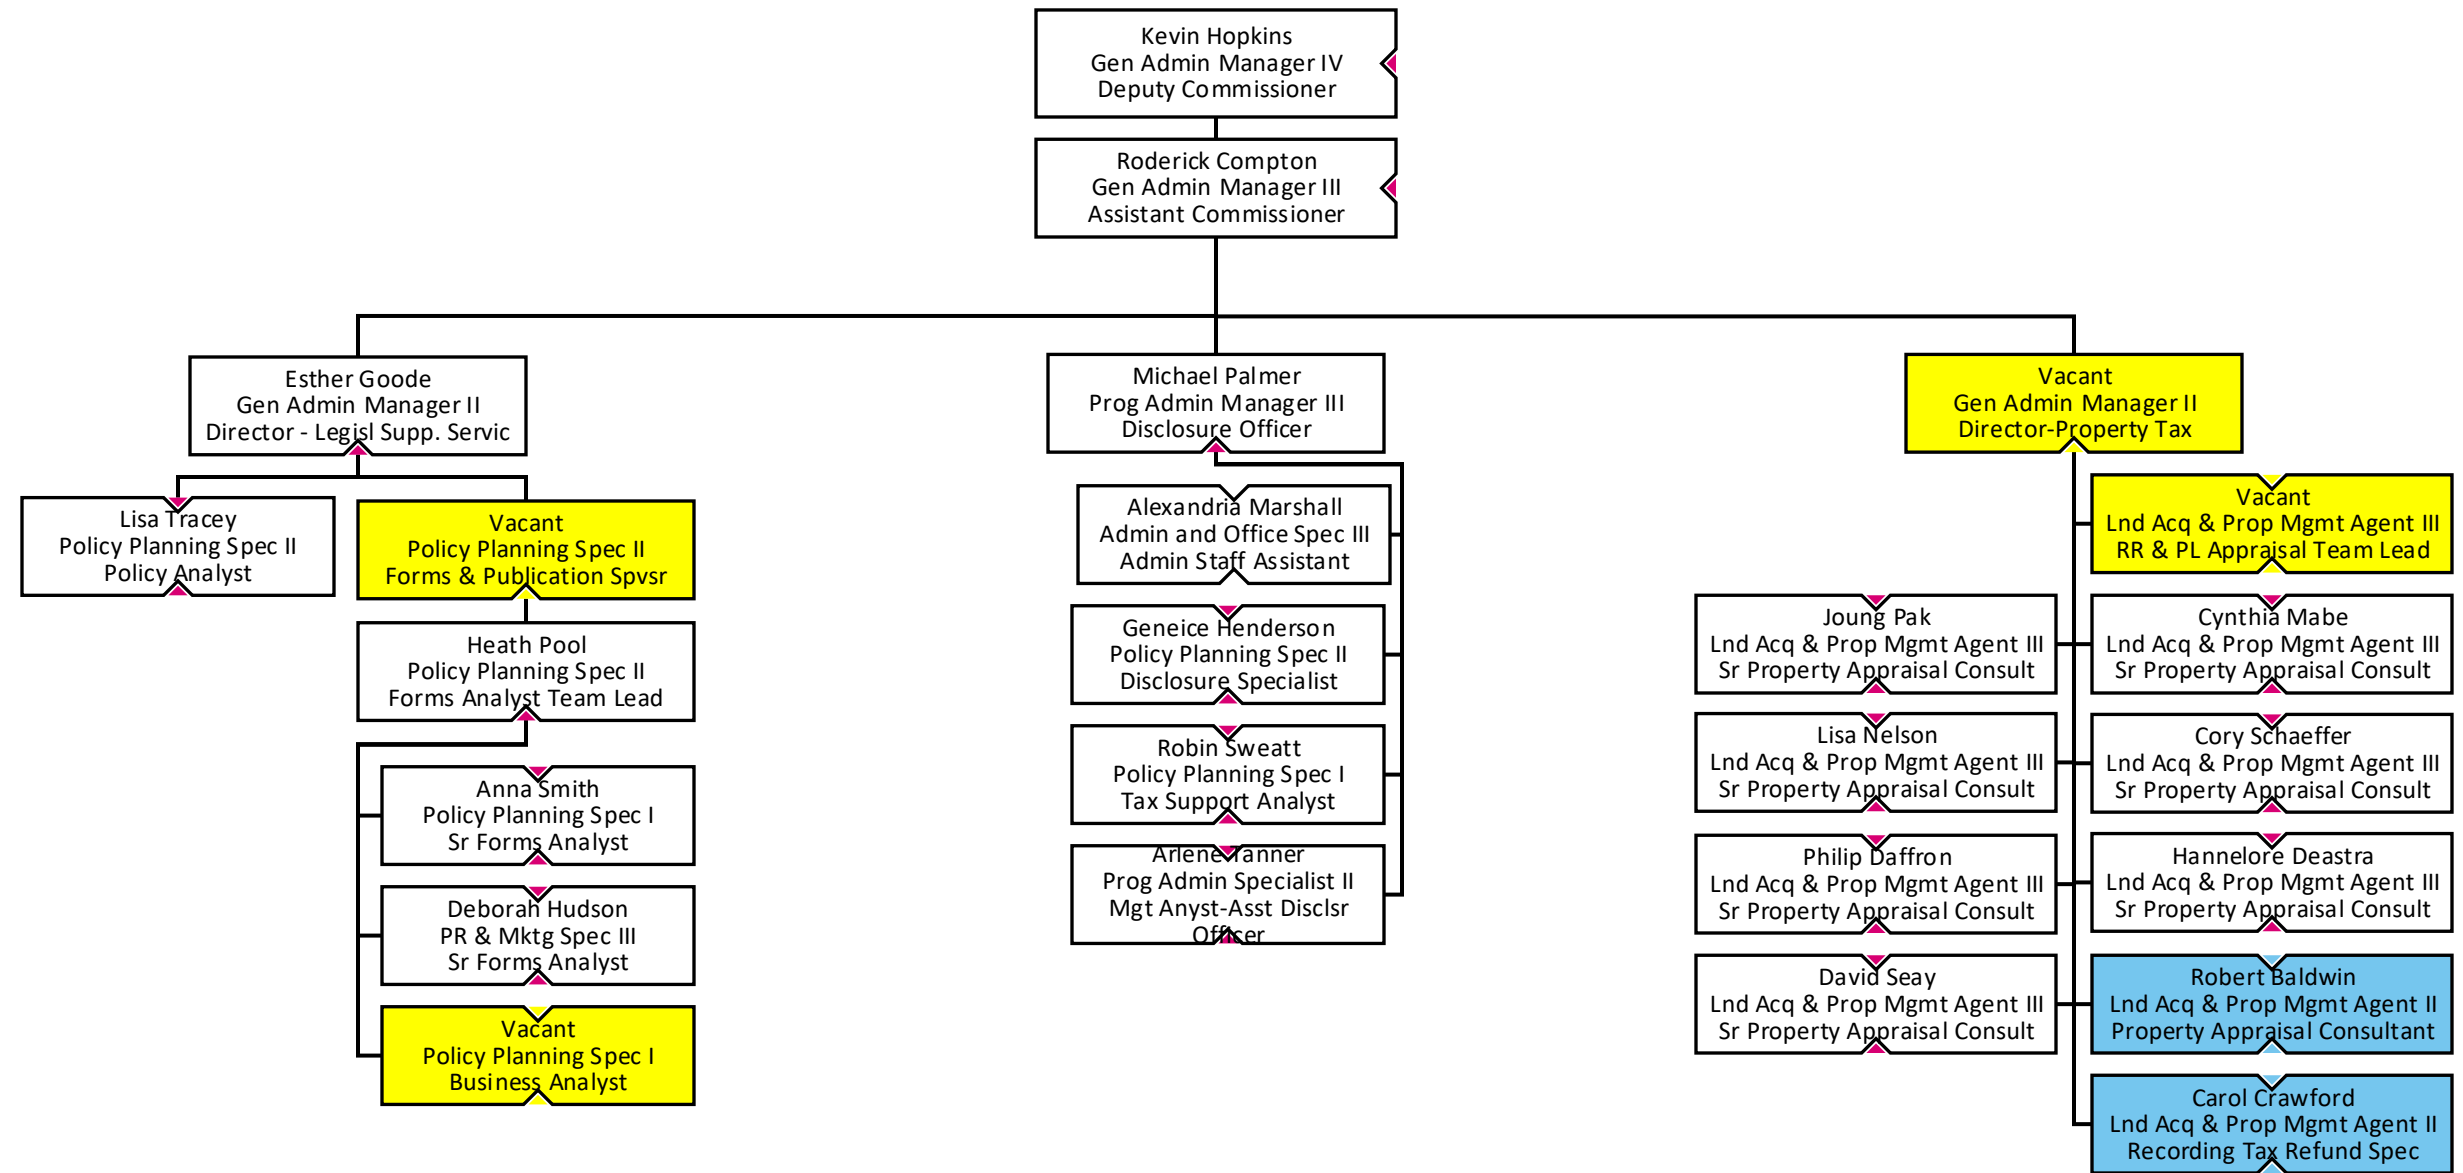 Kevin Hopkins
Gen Admin Manager IV
Deputy Commissioner
Roderick Compton
Gen Admin Manager III
Assistant Commissioner
Esther Goode
Gen Admin Manager II
Director - Legisl Supp. Servic
Lisa Tracey
Policy Planning Spec II
Policy Analyst
Vacant
Policy Planning Spec II
Forms & Publication Spvsr
Heath Pool
Policy Planning Spec II
Forms Analyst Team Lead
Anna Smith
Policy Planning Spec I
Sr Forms Analyst
Deborah Hudson
PR & Mktg Spec III
Sr Forms Analyst
Vacant
Policy Planning Spec I
Business Analyst
Michael Palmer
Prog Admin Manager III
Disclosure Officer
Alexandria Marshall
Admin and Office Spec III
Admin Staff Assistant
Geneice Henderson
Policy Planning Spec II
Disclosure Specialist
Robin Sweatt
Policy Planning Spec I
Tax Support Analyst
Arlene Tanner
Prog Admin Specialist II
Mgt Anyst-Asst Disclsr
Officer
Vacant
Gen Admin Manager II
Director-Property Tax
Vacant
Lnd Acq & Prop Mgmt Agent III
RR & PL Appraisal Team Lead
Joung Pak
Lnd Acq & Prop Mgmt Agent III
Sr Property Appraisal Consult
Cynthia Mabe
Lnd Acq & Prop Mgmt Agent III
Sr Property Appraisal Consult
Lisa Nelson
Lnd Acq & Prop Mgmt Agent III
Sr Property Appraisal Consult
Cory Schaeffer
Lnd Acq & Prop Mgmt Agent III
Sr Property Appraisal Consult
Philip Daffron
Lnd Acq & Prop Mgmt Agent III
Sr Property Appraisal Consult
Hannelore Deastra
Lnd Acq & Prop Mgmt Agent III
Sr Property Appraisal Consult
David Seay
Lnd Acq & Prop Mgmt Agent III
Sr Property Appraisal Consult
Robert Baldwin
Lnd Acq & Prop Mgmt Agent II
Property Appraisal Consultant
Carol Crawford
Lnd Acq & Prop Mgmt Agent II
Recording Tax Refund Spec